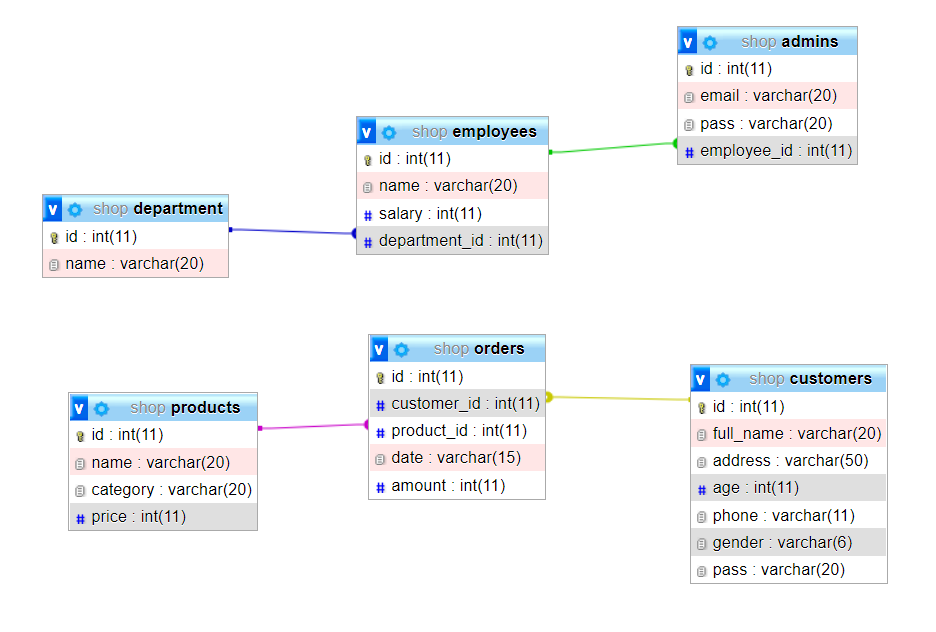 v shop admins
id : int(11)
email : varchar(20)
pass : varchar(20)
# employee_id : int(11)
v shop employees
id : int(11)
name : varchar(20)
# salary : int(11)
# department_id : int(11)
v shop department
id : int(11)
name : varchar(20)
v shop orders
id : int(11)
# customer_id : int(11)
# product_id : int(11)
date : varchar(15)
# amount : int(11)
v shop products
id : int(11)
name : varchar(20)
category : varchar(20)
# price : int(11)
v shop customers
id : int(11)
full_name : varchar(20)
address : varchar(50)
# age : int(11)
phone : varchar(11)
gender : varchar(6)
pass : varchar(20)